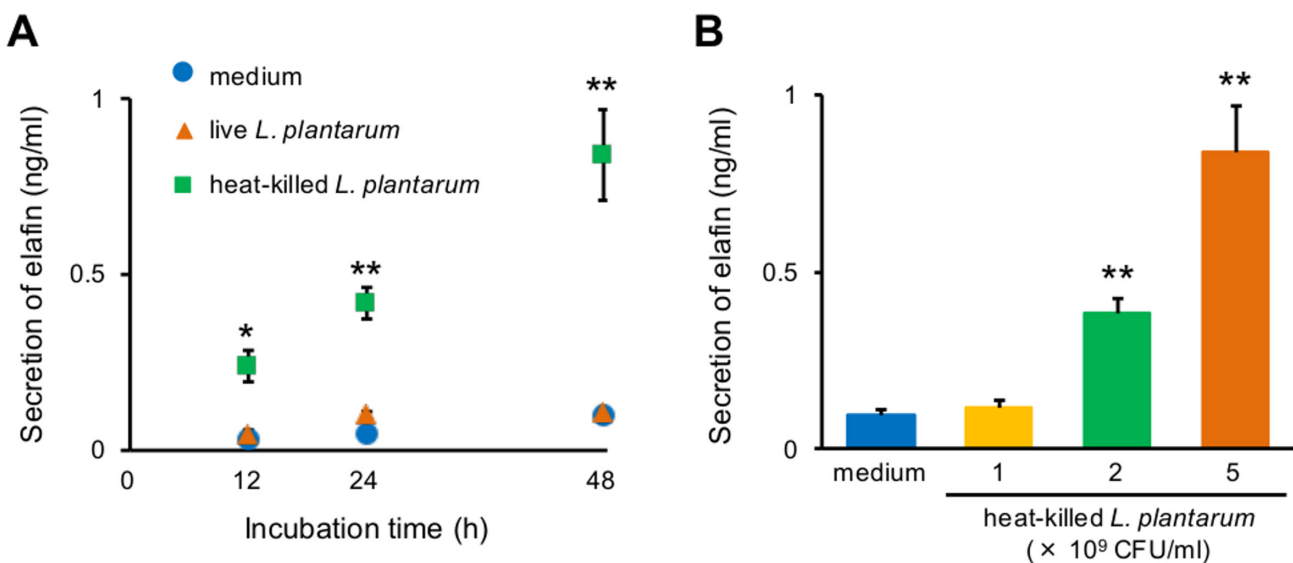 A
medium
live L. plantarum
heat-killed L. plantarum
Secretion of elafin (ng/ml)
1
0.5
0
*
**
**
0 12 24 48
Incubation time (h)
B
Secretion of elafin (ng/ml)
1
0.5
0
**
**
medium 1 2 5
heat-killed L. plantarum
(× 10⁹ CFU/ml)